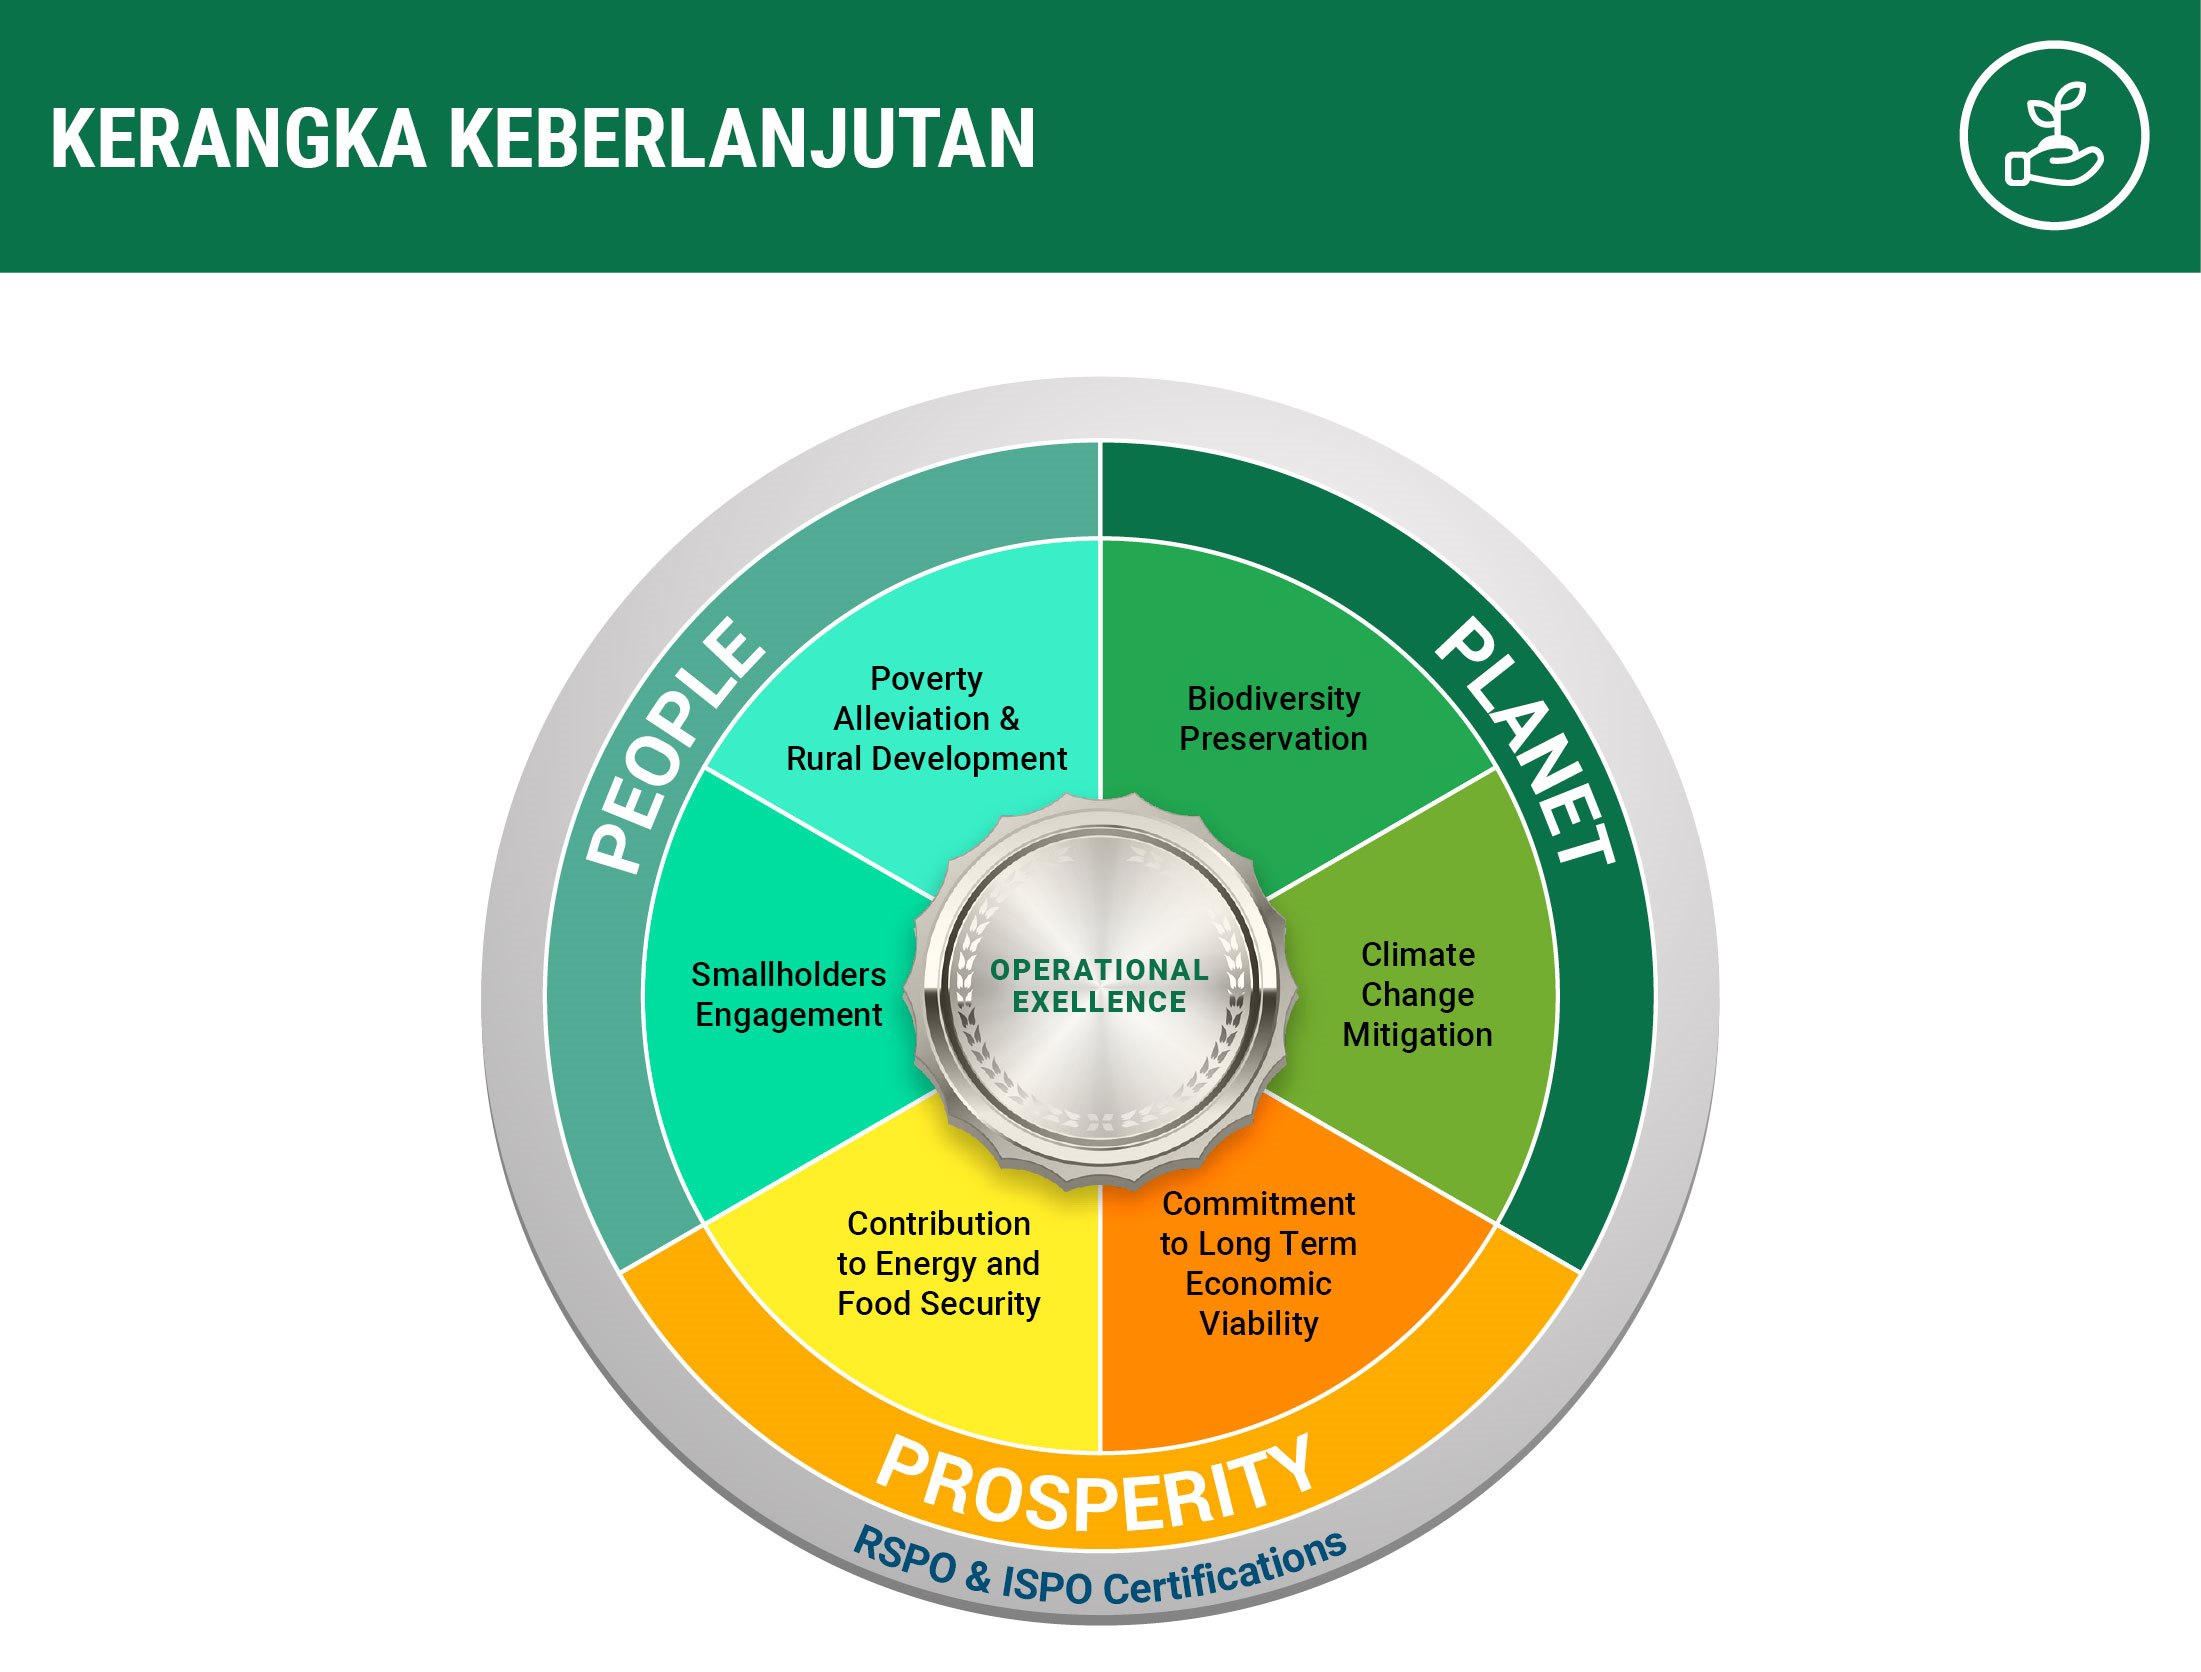 KERANGKA KEBERLANJUTAN
PEOPLE
PLANET
Poverty
Alleviation &
Rural Development
Biodiversity
Preservation
Smallholders
Engagement
OPERATIONAL
EXELLENCE
Climate
Change
Mitigation
Contribution
to Energy and
Food Security
Commitment
to Long Term
Economic
Viability
PROSPERITY
RSPO & ISPO Certifications